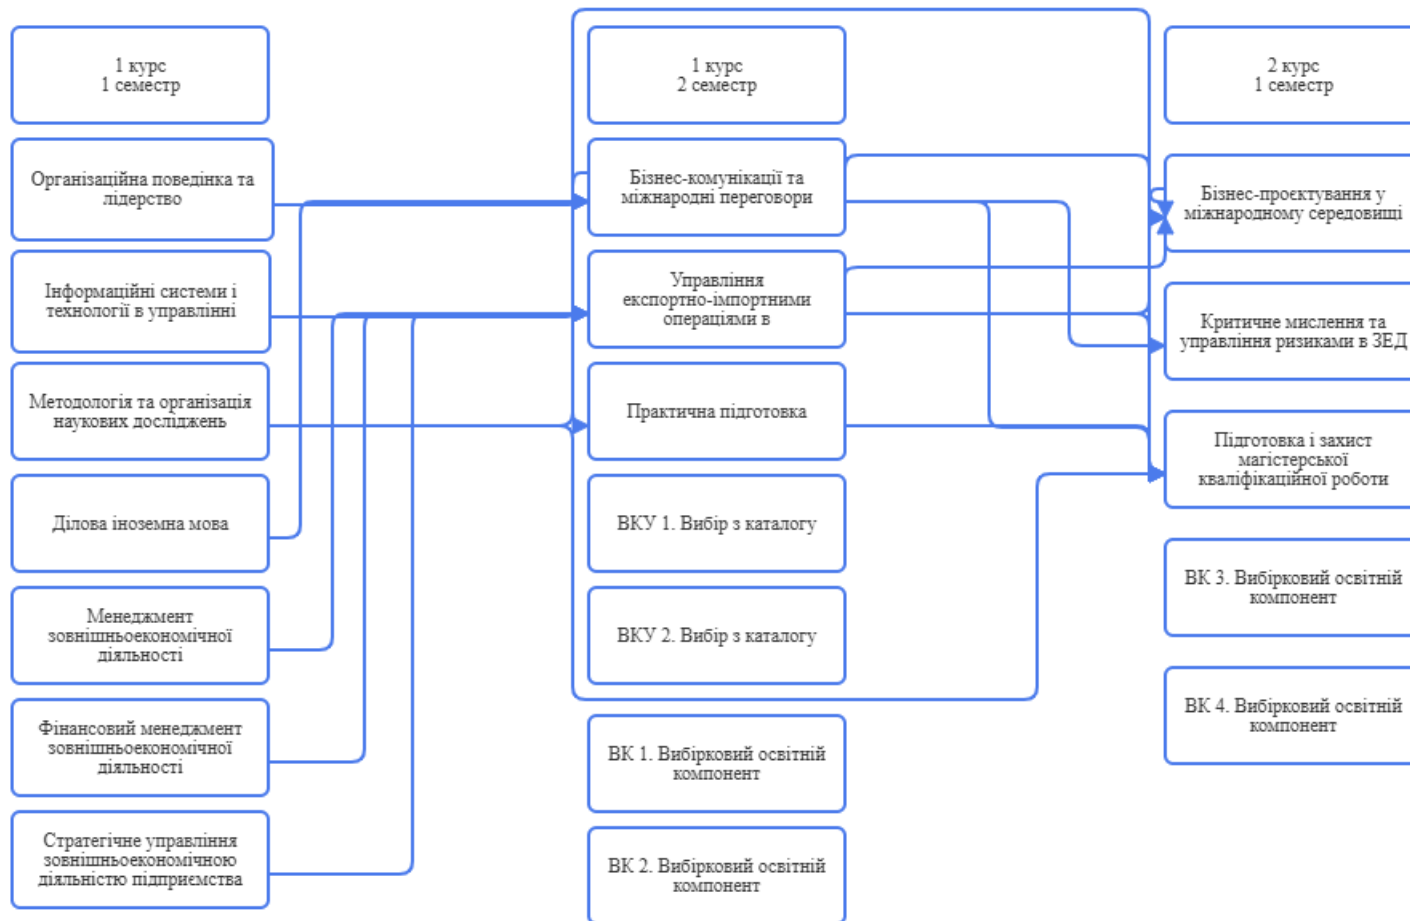 1 курс
1 семестр
Організаційна поведінка та
лідерство
Інформаційні системи і
технології в управлінні
Методологія та організація
наукових досліджень
Ділова іноземна мова
Менеджмент
зовнішньоекономічної
діяльності
Фінансовий менеджмент
зовнішньоекономічної
діяльності
Стратегічне управління
зовнішньоекономічною
діяльністю підприємства
1 курс
2 семестр
Бізнес-комунікації та
міжнародні переговори
Управління
експортно-імпортними
операціями в
Практична підготовка
ВКУ 1. Вибір з каталогу
ВКУ 2. Вибір з каталогу
ВК 1. Вибірковий освітній
компонент
ВК 2. Вибірковий освітній
компонент
2 курс
1 семестр
Бізнес-проєктування у
міжнародному середовищі
Критичне мислення та
управління ризиками в ЗЕД
Підготовка і захист
магістерської
кваліфікаційної роботи
ВК 3. Вибірковий освітній
компонент
ВК 4. Вибірковий освітній
компонент